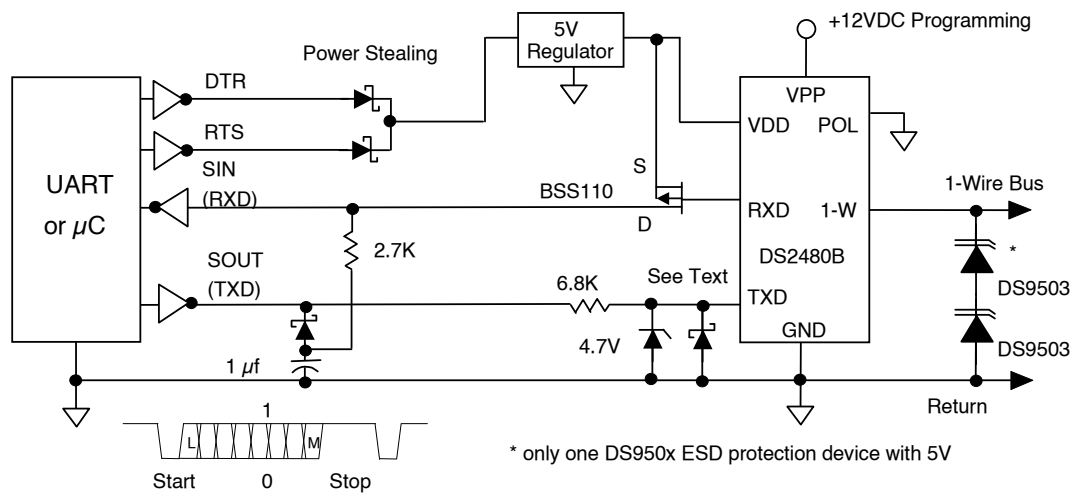 +12VDC Programming
5V
Regulator
Power Stealing
DTR
RTS
SIN
(RXD)
UART
or µC
SOUT
(TXD)
2.7K
1 µf
BSS110
S
D
6.8K
See Text
4.7V
VPP
VDD
POL
RXD
1-W
DS2480B
TXD
GND
1-Wire Bus
*
DS9503
DS9503
Return
1
L
M
Start
0
Stop
* only one DS950x ESD protection device with 5V